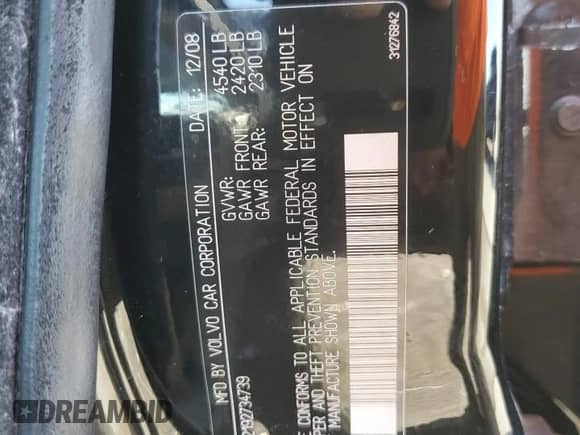 MFD BY VOLVO CAR CORPORATION DATE: 12/08
GVWR: 4540 LB
GAWR FRONT: 2420 LB
GAWR REAR: 2310 LB
CONFORMS TO ALL APPLICABLE FEDERAL MOTOR VEHICLE
AND THEFT PREVENTION STANDARDS IN EFFECT ON
MANUFACTURE SHOWN ABOVE.
31276842
DREAMBID